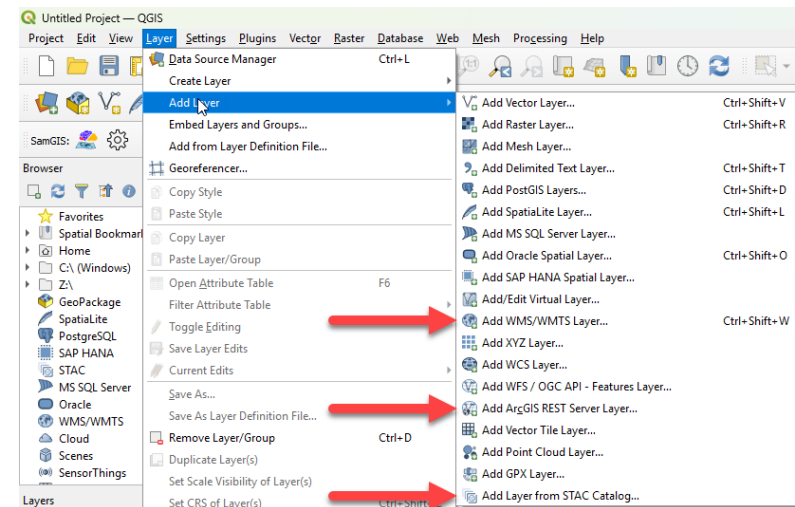 Untitled Project — QGIS
Project Edit View Layer Settings Plugins Vector Raster Database Web Mesh Processing Help
Data Source Manager Ctrl+L
Create Layer
Add Layer
Embed Layers and Groups...
Add from Layer Definition File...
Georeferencer...
Copy Style
Paste Style
Copy Layer
Paste Layer/Group
Open Attribute Table F6
Filter Attribute Table
Toggle Editing
Save Layer Edits
Current Edits
Save As...
Save As Layer Definition File...
Remove Layer/Group Ctrl+D
Duplicate Layer(s)
Set Scale Visibility of Layer(s)
Set CRS of Layer(s) Ctrl+Shift
Add Vector Layer... Ctrl+Shift+V
Add Raster Layer... Ctrl+Shift+R
Add Mesh Layer...
Add Delimited Text Layer... Ctrl+Shift+T
Add PostGIS Layers... Ctrl+Shift+D
Add SpatiaLite Layer... Ctrl+Shift+L
Add MS SQL Server Layer...
Add Oracle Spatial Layer... Ctrl+Shift+O
Add SAP HANA Spatial Layer...
Add/Edit Virtual Layer...
Add WMS/WMTS Layer... Ctrl+Shift+W
Add XYZ Layer...
Add WCS Layer...
Add WFS / OGC API - Features Layer...
Add ArcGIS REST Server Layer...
Add Vector Tile Layer...
Add Point Cloud Layer...
Add GPX Layer...
Add Layer from STAC Catalog...
SamGIS:
Browser
Favorites
Spatial Bookmar
Home
C:\ (Windows)
Z:\
GeoPackage
SpatiaLite
PostgreSQL
SAP HANA
STAC
MS SQL Server
Oracle
WMS/WMTS
Cloud
Scenes
SensorThings
Layers